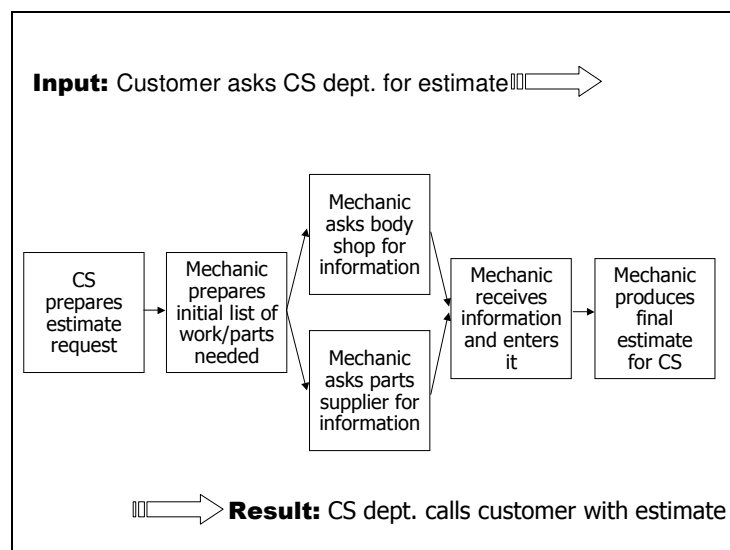 Input: Customer asks CS dept. for estimate
CS
prepares
estimate
request
Mechanic
prepares
initial list of
work/parts
needed
Mechanic
asks body
shop for
information
Mechanic
asks parts
supplier for
information
Mechanic
receives
information
and enters
it
Mechanic
produces
final
estimate
for CS
Result: CS dept. calls customer with estimate